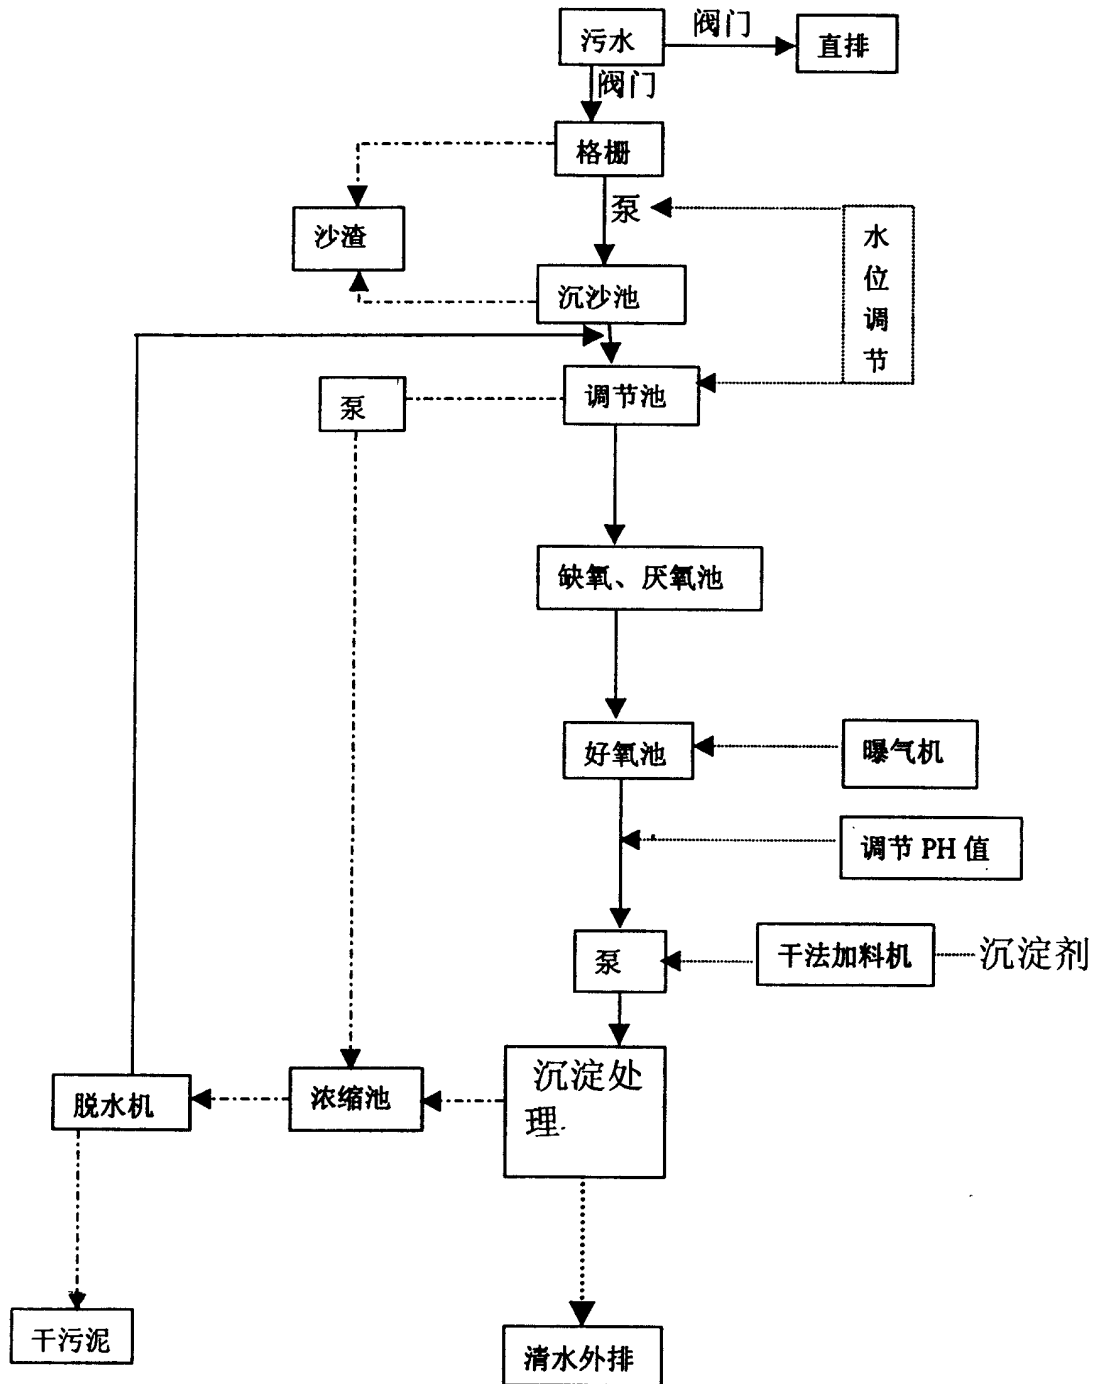 污水
阀门
直排
阀门
格栅
泵
沙渣
水
位
调
节
沉沙池
泵
调节池
缺氧、厌氧池
好氧池
曝气机
调节 PH 值
泵
干法加料机
沉淀剂
沉淀处
理
脱水机
浓缩池
干污泥
清水外排